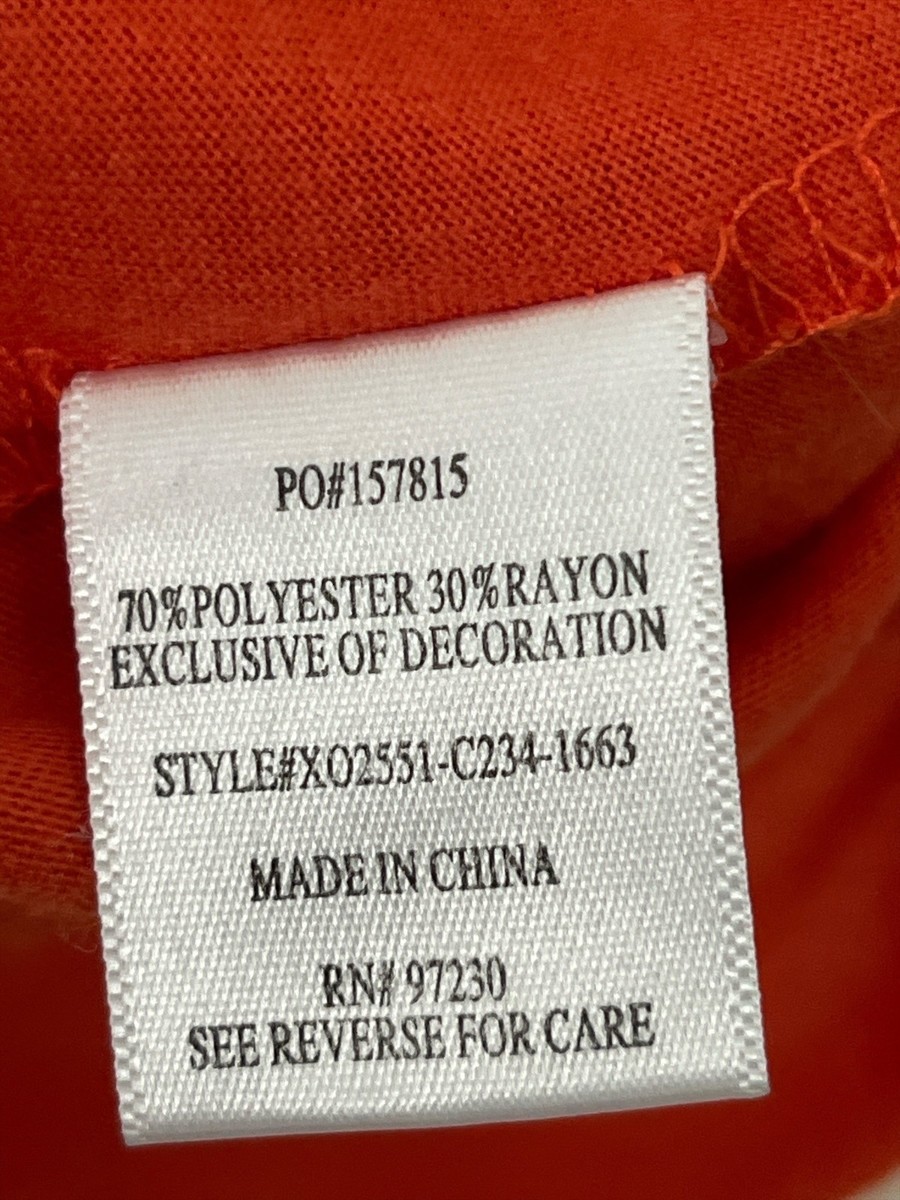 PO#157815
70%POLYESTER 30%RAYON
EXCLUSIVE OF DECORATION
STYLE#XO2551-C234-1663
MADE IN CHINA
RN# 97230
SEE REVERSE FOR CARE